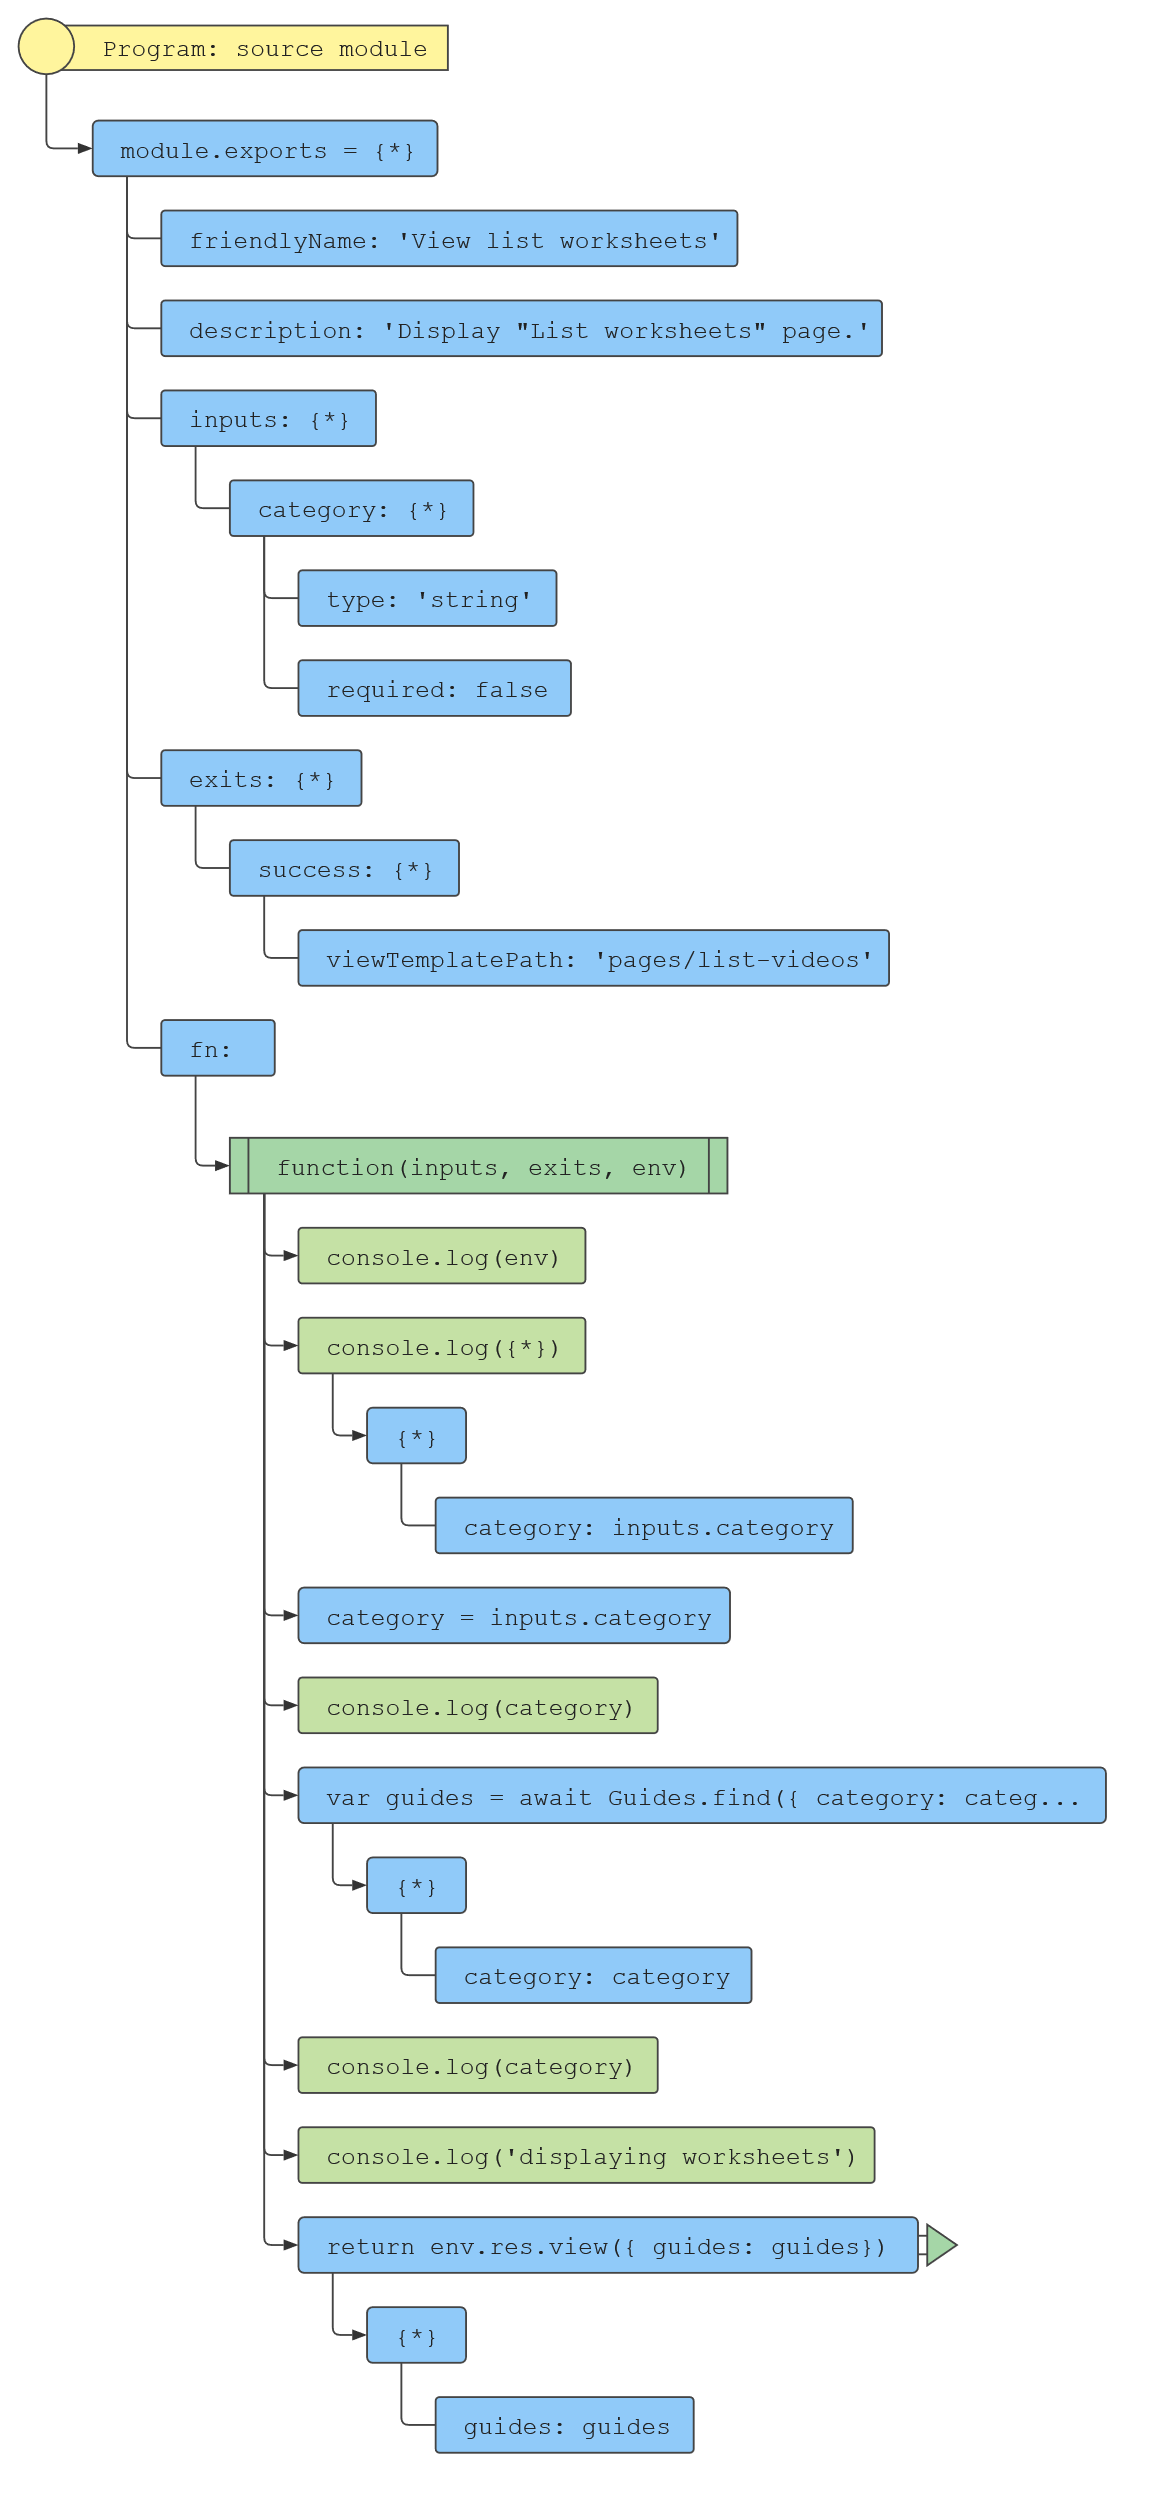 Program: source module
module.exports = {*}
friendlyName: 'View list worksheets'
description: 'Display "List worksheets" page.'
inputs: {*}
category: {*}
type: 'string'
required: false
exits: {*}
success: {*}
viewTemplatePath: 'pages/list-videos'
fn:
function(inputs, exits, env)
console.log(env)
console.log({*})
{*}
category: inputs.category
category = inputs.category
console.log(category)
var guides = await Guides.find({ category: categ...
{*}
category: category
console.log(category)
console.log('displaying worksheets')
return env.res.view({ guides: guides})
{*}
guides: guides